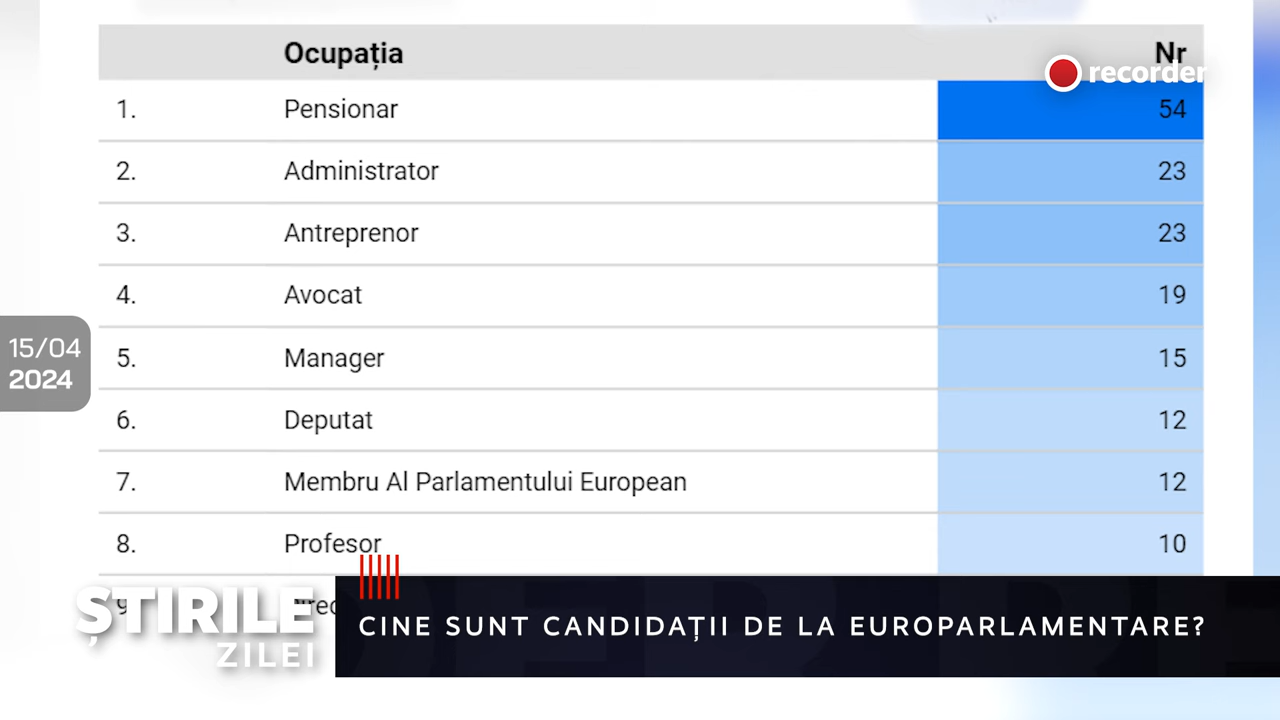 Ocupația Nr
recorder
1. Pensionar 54
2. Administrator 23
3. Antreprenor 23
4. Avocat 19
5. Manager 15
6. Deputat 12
7. Membru Al Parlamentului European 12
8. Profesor 10
9.
15/04
2024
ȘTIRILE
ZILEI
CINE SUNT CANDIDAȚII DE LA EUROPARLAMENTARE?